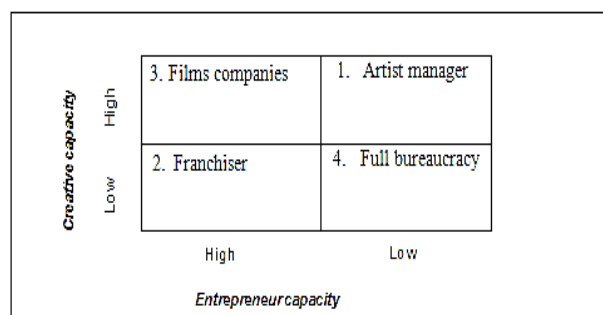 3. Films companies
1. Artist manager
2. Franchiser
4. Full bureaucracy
Creative capacity
High
Low
High
Low
Entrepreneur capacity